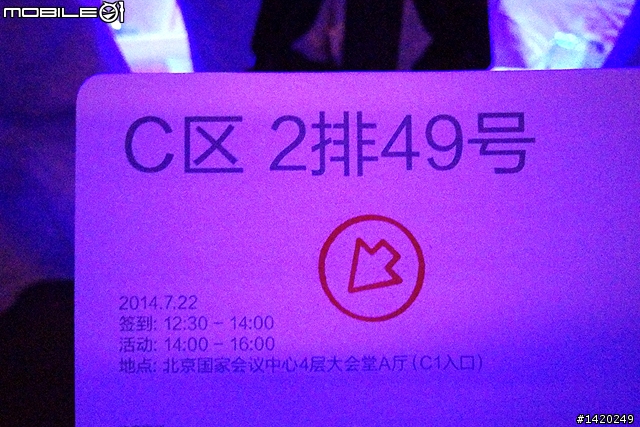 MOBILE01
C区 2排49号
2014.7.22
签到: 12:30 - 14:00
活动: 14:00 - 16:00
地点: 北京国家会议中心4层大会堂A厅（C1入口）
#1420249